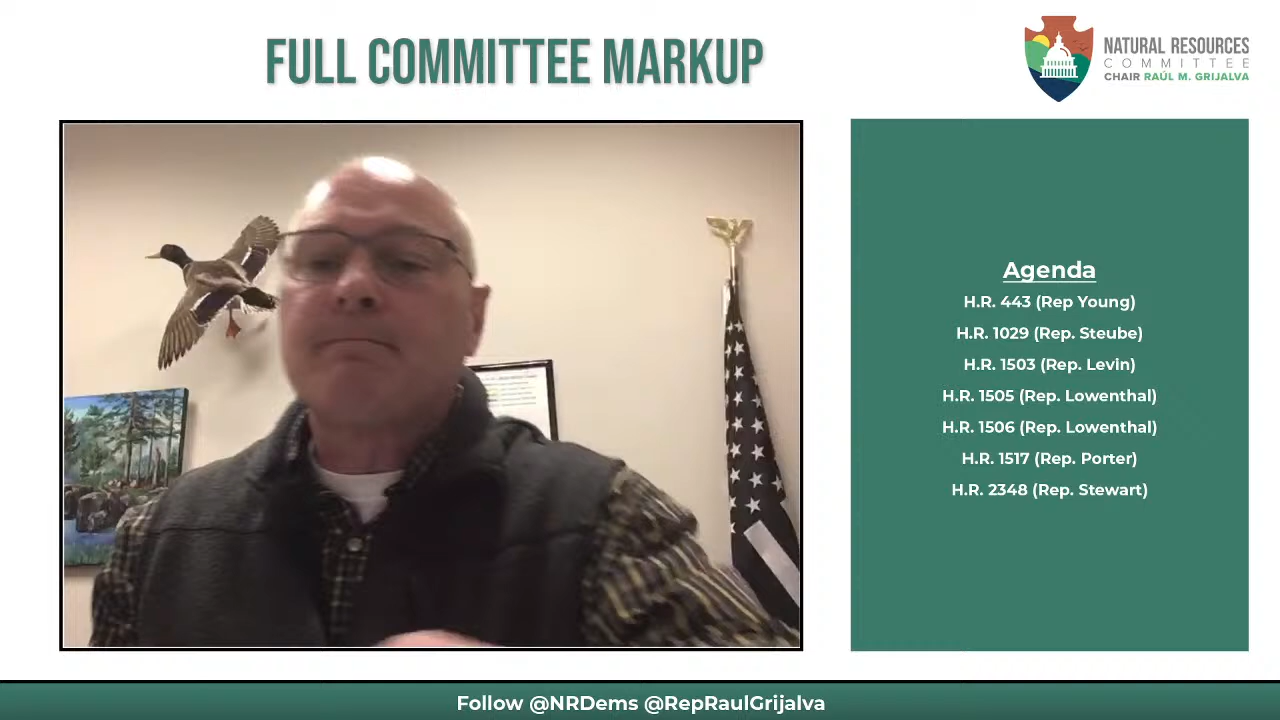 FULL COMMITTEE MARKUP
NATURAL RESOURCES
COMMITTEE
CHAIR RAÚL M. GRIJALVA
Agenda
H.R. 443 (Rep Young)
H.R. 1029 (Rep. Steube)
H.R. 1503 (Rep. Levin)
H.R. 1505 (Rep. Lowenthal)
H.R. 1506 (Rep. Lowenthal)
H.R. 1517 (Rep. Porter)
H.R. 2348 (Rep. Stewart)
Follow @NRDems @RepRaulGrijalva